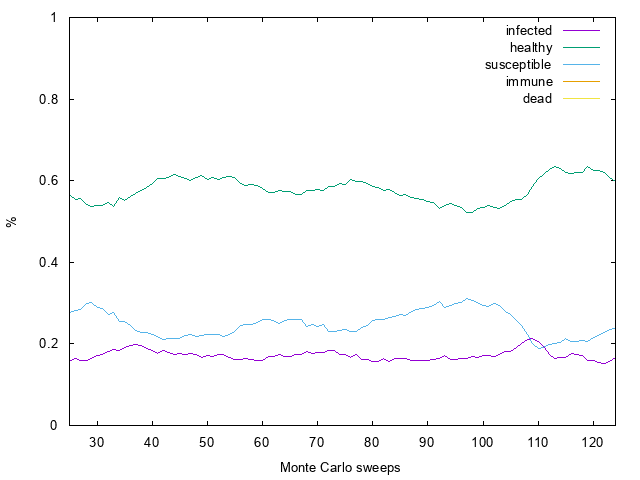 1
0.8
0.6
0.4
0.2
0
%
30 40 50 60 70 80 90 100 110 120
Monte Carlo sweeps
infected
healthy
susceptible
immune
dead